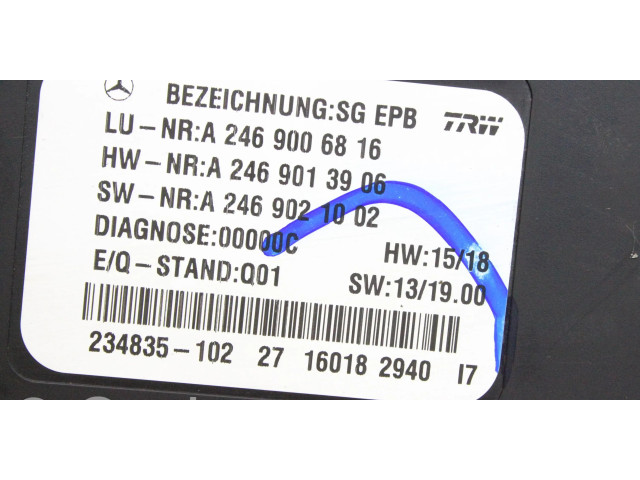 BEZEICHNUNG:SG EPB
TRW
LU-NR:A 246 900 68 16
HW-NR:A 246 901 39 06
SW-NR:A 246 902 10 02
DIAGNOSE:00000C
HW:15/18
E/Q-STAND:Q01
SW:13/19.00
234835-102 27 16018 2940 I7